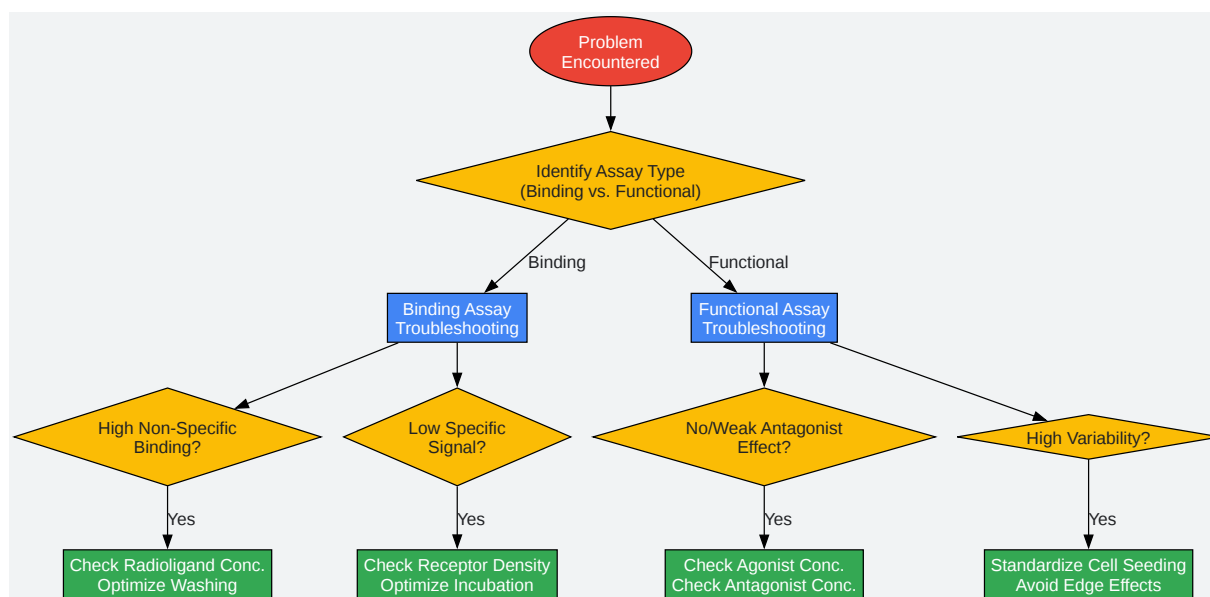 Problem
Encountered
Identify Assay Type
(Binding vs. Functional)
Binding
Functional
Binding Assay
Troubleshooting
Functional Assay
Troubleshooting
High Non-Specific
Binding?
Low Specific
Signal?
No/Weak Antagonist
Effect?
High Variability?
Yes
Yes
Yes
Yes
Check Radioligand Conc.
Optimize Washing
Check Receptor Density
Optimize Incubation
Check Agonist Conc.
Check Antagonist Conc.
Standardize Cell Seeding
Avoid Edge Effects